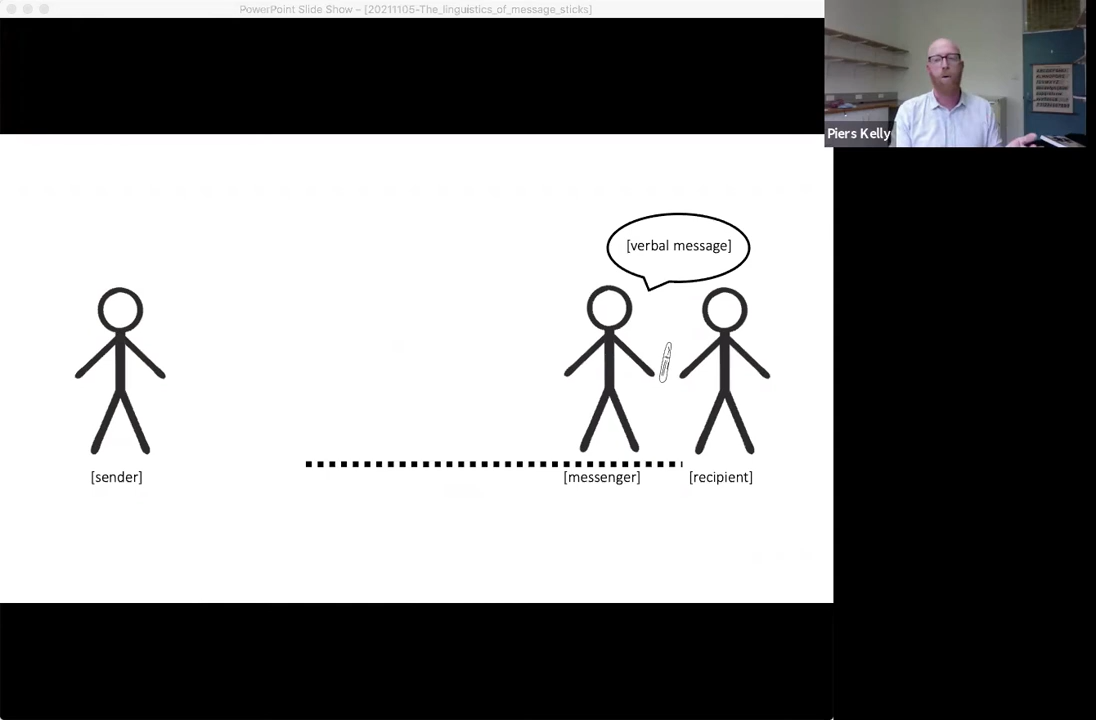 PowerPoint Slide Show – [20211105-The_linguistics_of_message_sticks]
Piers Kelly
[verbal message]
[sender]
[messenger]
[recipient]